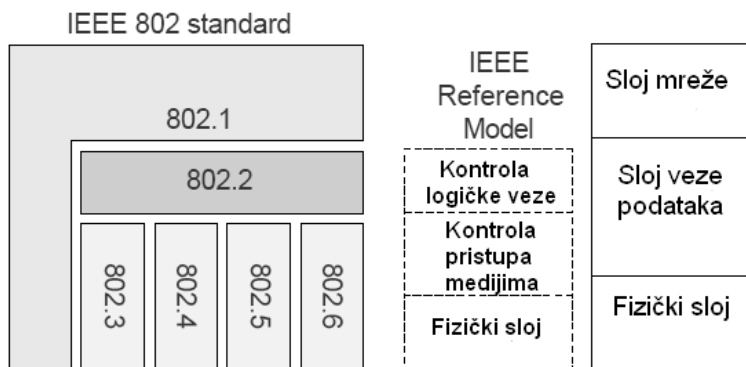 IEEE 802 standard
802.1
802.2
802.3
802.4
802.5
802.6
IEEE
Reference
Model
Kontrola
logičke veze
Kontrola
pristupa
medijima
Fizički sloj
Sloj mreže
Sloj veze
podataka
Fizički sloj